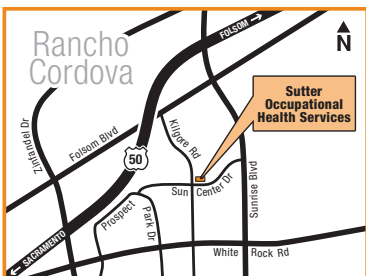 Rancho
Cordova
FOLSOM →
N
Sutter
Occupational
Health Services
Zinfandel Dr
Folsom Blvd
Kilgore Rd
50
Sun Center Dr
Sunrise Blvd
Prospect
Park Dr
White Rock Rd
← SACRAMENTO